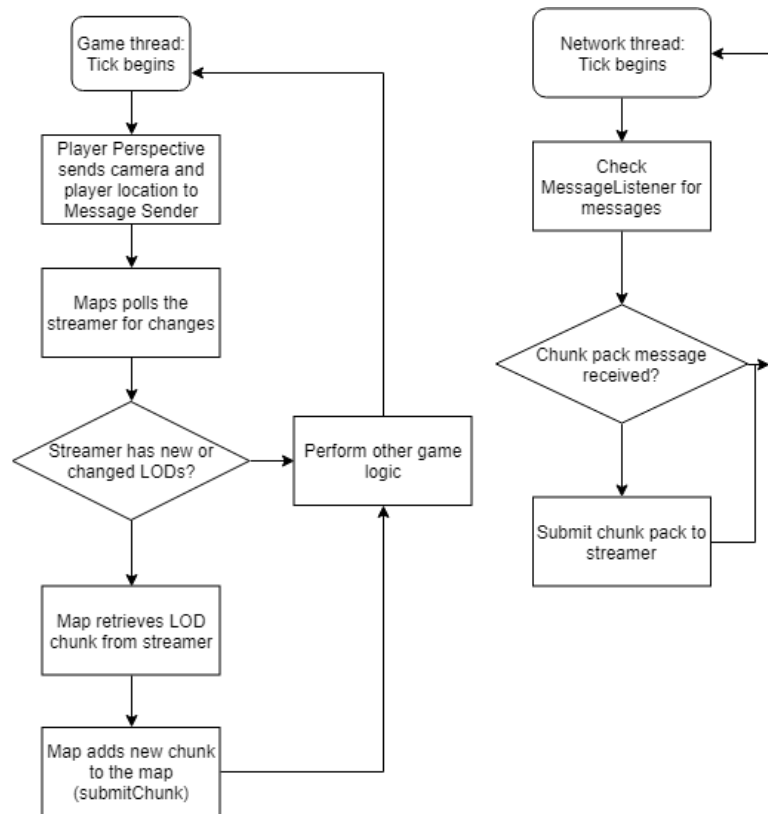 Game thread:
Tick begins
Player Perspective
sends camera and
player location to
Message Sender
Maps polls the
streamer for changes
Streamer has new or
changed LODs?
Perform other game
logic
Map retrieves LOD
chunk from streamer
Map adds new chunk
to the map
(submitChunk)
Network thread:
Tick begins
Check
MessageListener for
messages
Chunk pack message
received?
Submit chunk pack to
streamer